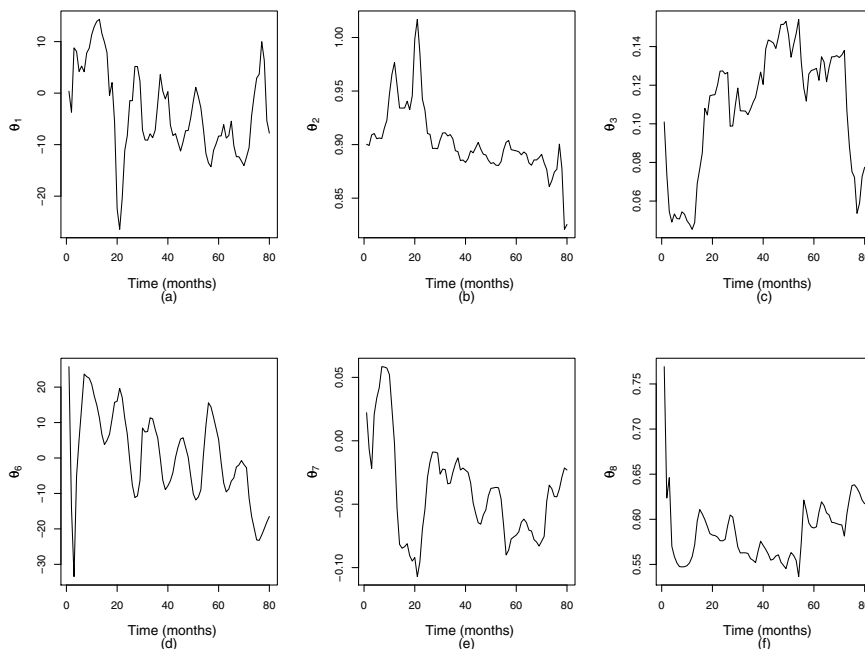 θ1
10
0
−10
−20
0 20 40 60 80
Time (months)
(a)
θ2
1.00
0.95
0.90
0.85
0 20 40 60 80
Time (months)
(b)
θ3
0.14
0.12
0.10
0.08
0.06
0 20 40 60 80
Time (months)
(c)
θ6
20
10
0
−10
−20
−30
0 20 40 60 80
Time (months)
(d)
θ7
0.05
0.00
−0.05
−0.10
0 20 40 60 80
Time (months)
(e)
θ8
0.75
0.70
0.65
0.60
0.55
0 20 40 60 80
Time (months)
(f)